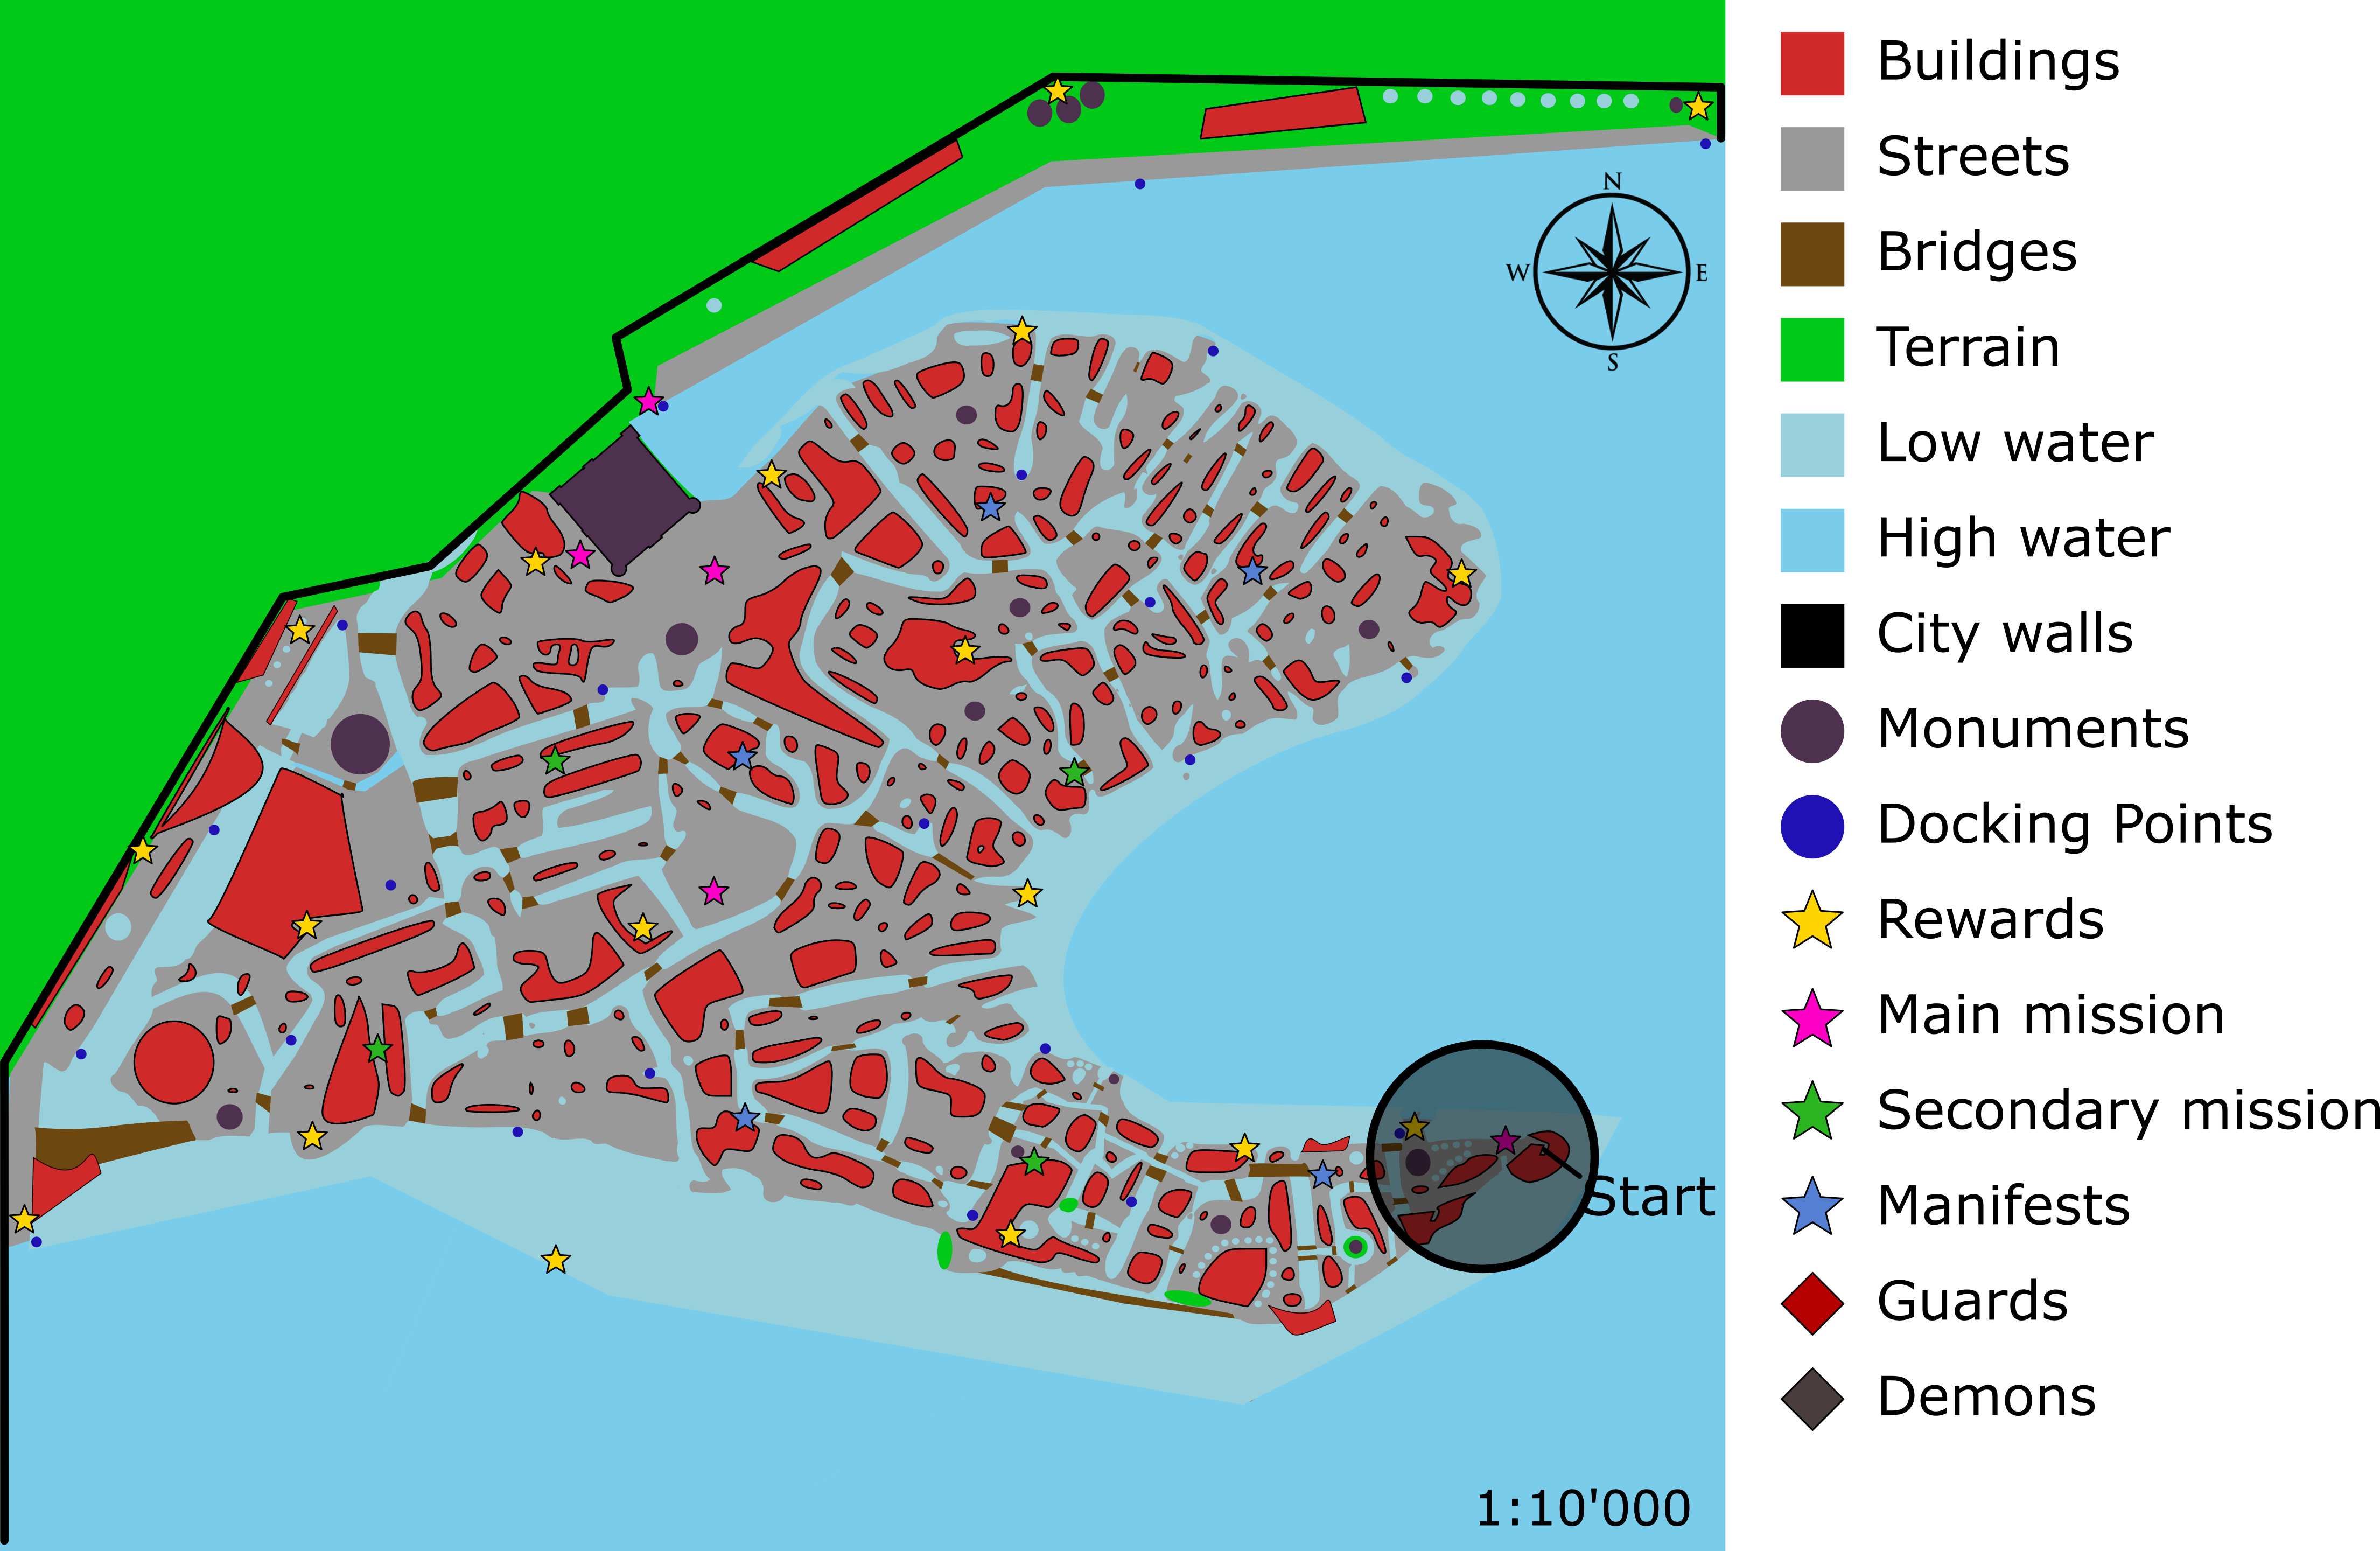 Buildings
Streets
Bridges
Terrain
Low water
High water
City walls
Monuments
Docking Points
Rewards
Main mission
Secondary mission
Manifests
Guards
Demons
N
W
E
S
Start
1:10'000